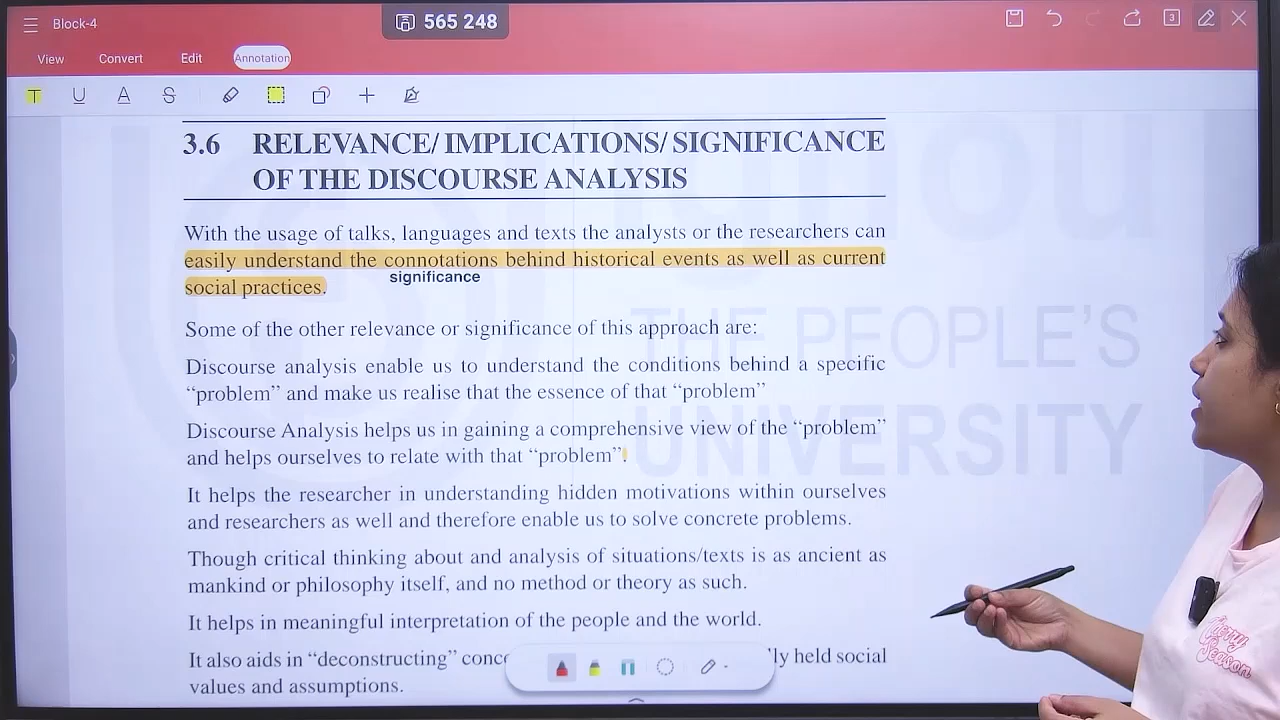 Block-4
565 248
3
View Convert Edit Annotation
T U A S
3.6 RELEVANCE/ IMPLICATIONS/ SIGNIFICANCE
OF THE DISCOURSE ANALYSIS
With the usage of talks, languages and texts the analysts or the researchers can
easily understand the connotations behind historical events as well as current
significance
social practices.
Some of the other relevance or significance of this approach are:
Discourse analysis enable us to understand the conditions behind a specific
“problem” and make us realise that the essence of that “problem”
Discourse Analysis helps us in gaining a comprehensive view of the “problem”
and helps ourselves to relate with that “problem”.
It helps the researcher in understanding hidden motivations within ourselves
and researchers as well and therefore enable us to solve concrete problems.
Though critical thinking about and analysis of situations/texts is as ancient as
mankind or philosophy itself, and no method or theory as such.
It helps in meaningful interpretation of the people and the world.
It also aids in “deconstructing” held social
values and assumptions.
ignou
THE PEOPLE'S
UNIVERSITY
Season